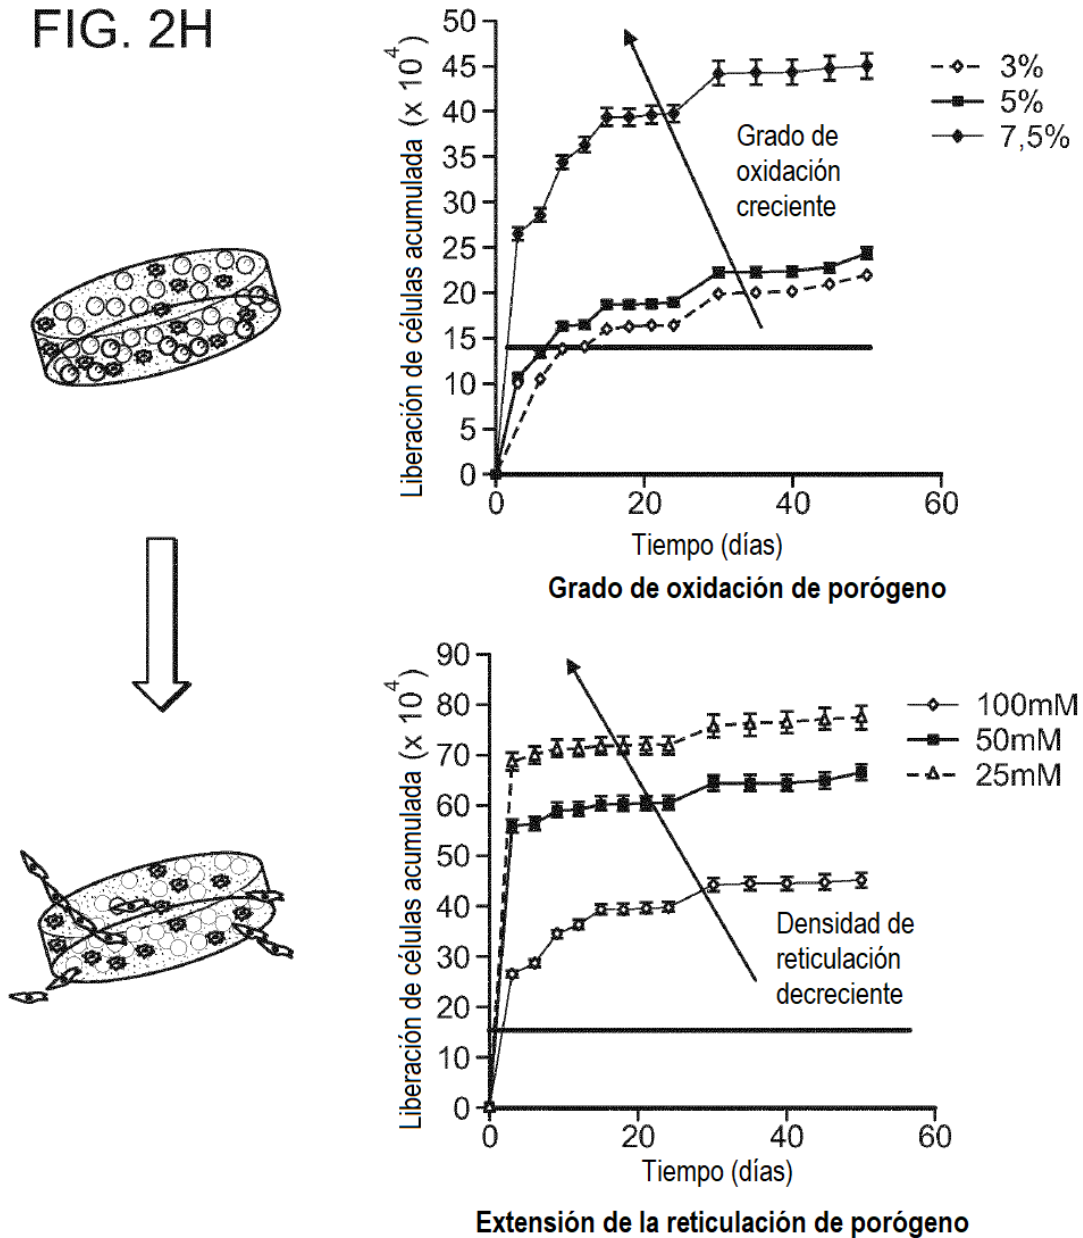 FIG. 2H
Liberación de células acumulada (x 10⁴)
50
45
40
35
30
25
20
15
10
5
0
0 20 40 60
Tiempo (días)
Grado de
oxidación
creciente
3%
5%
7,5%
Grado de oxidación de porógeno
Liberación de células acumulada (x 10⁴)
90
80
70
60
50
40
30
20
10
0
0 20 40 60
Tiempo (días)
Densidad de
reticulación
decreciente
100mM
50mM
25mM
Extensión de la reticulación de porógeno